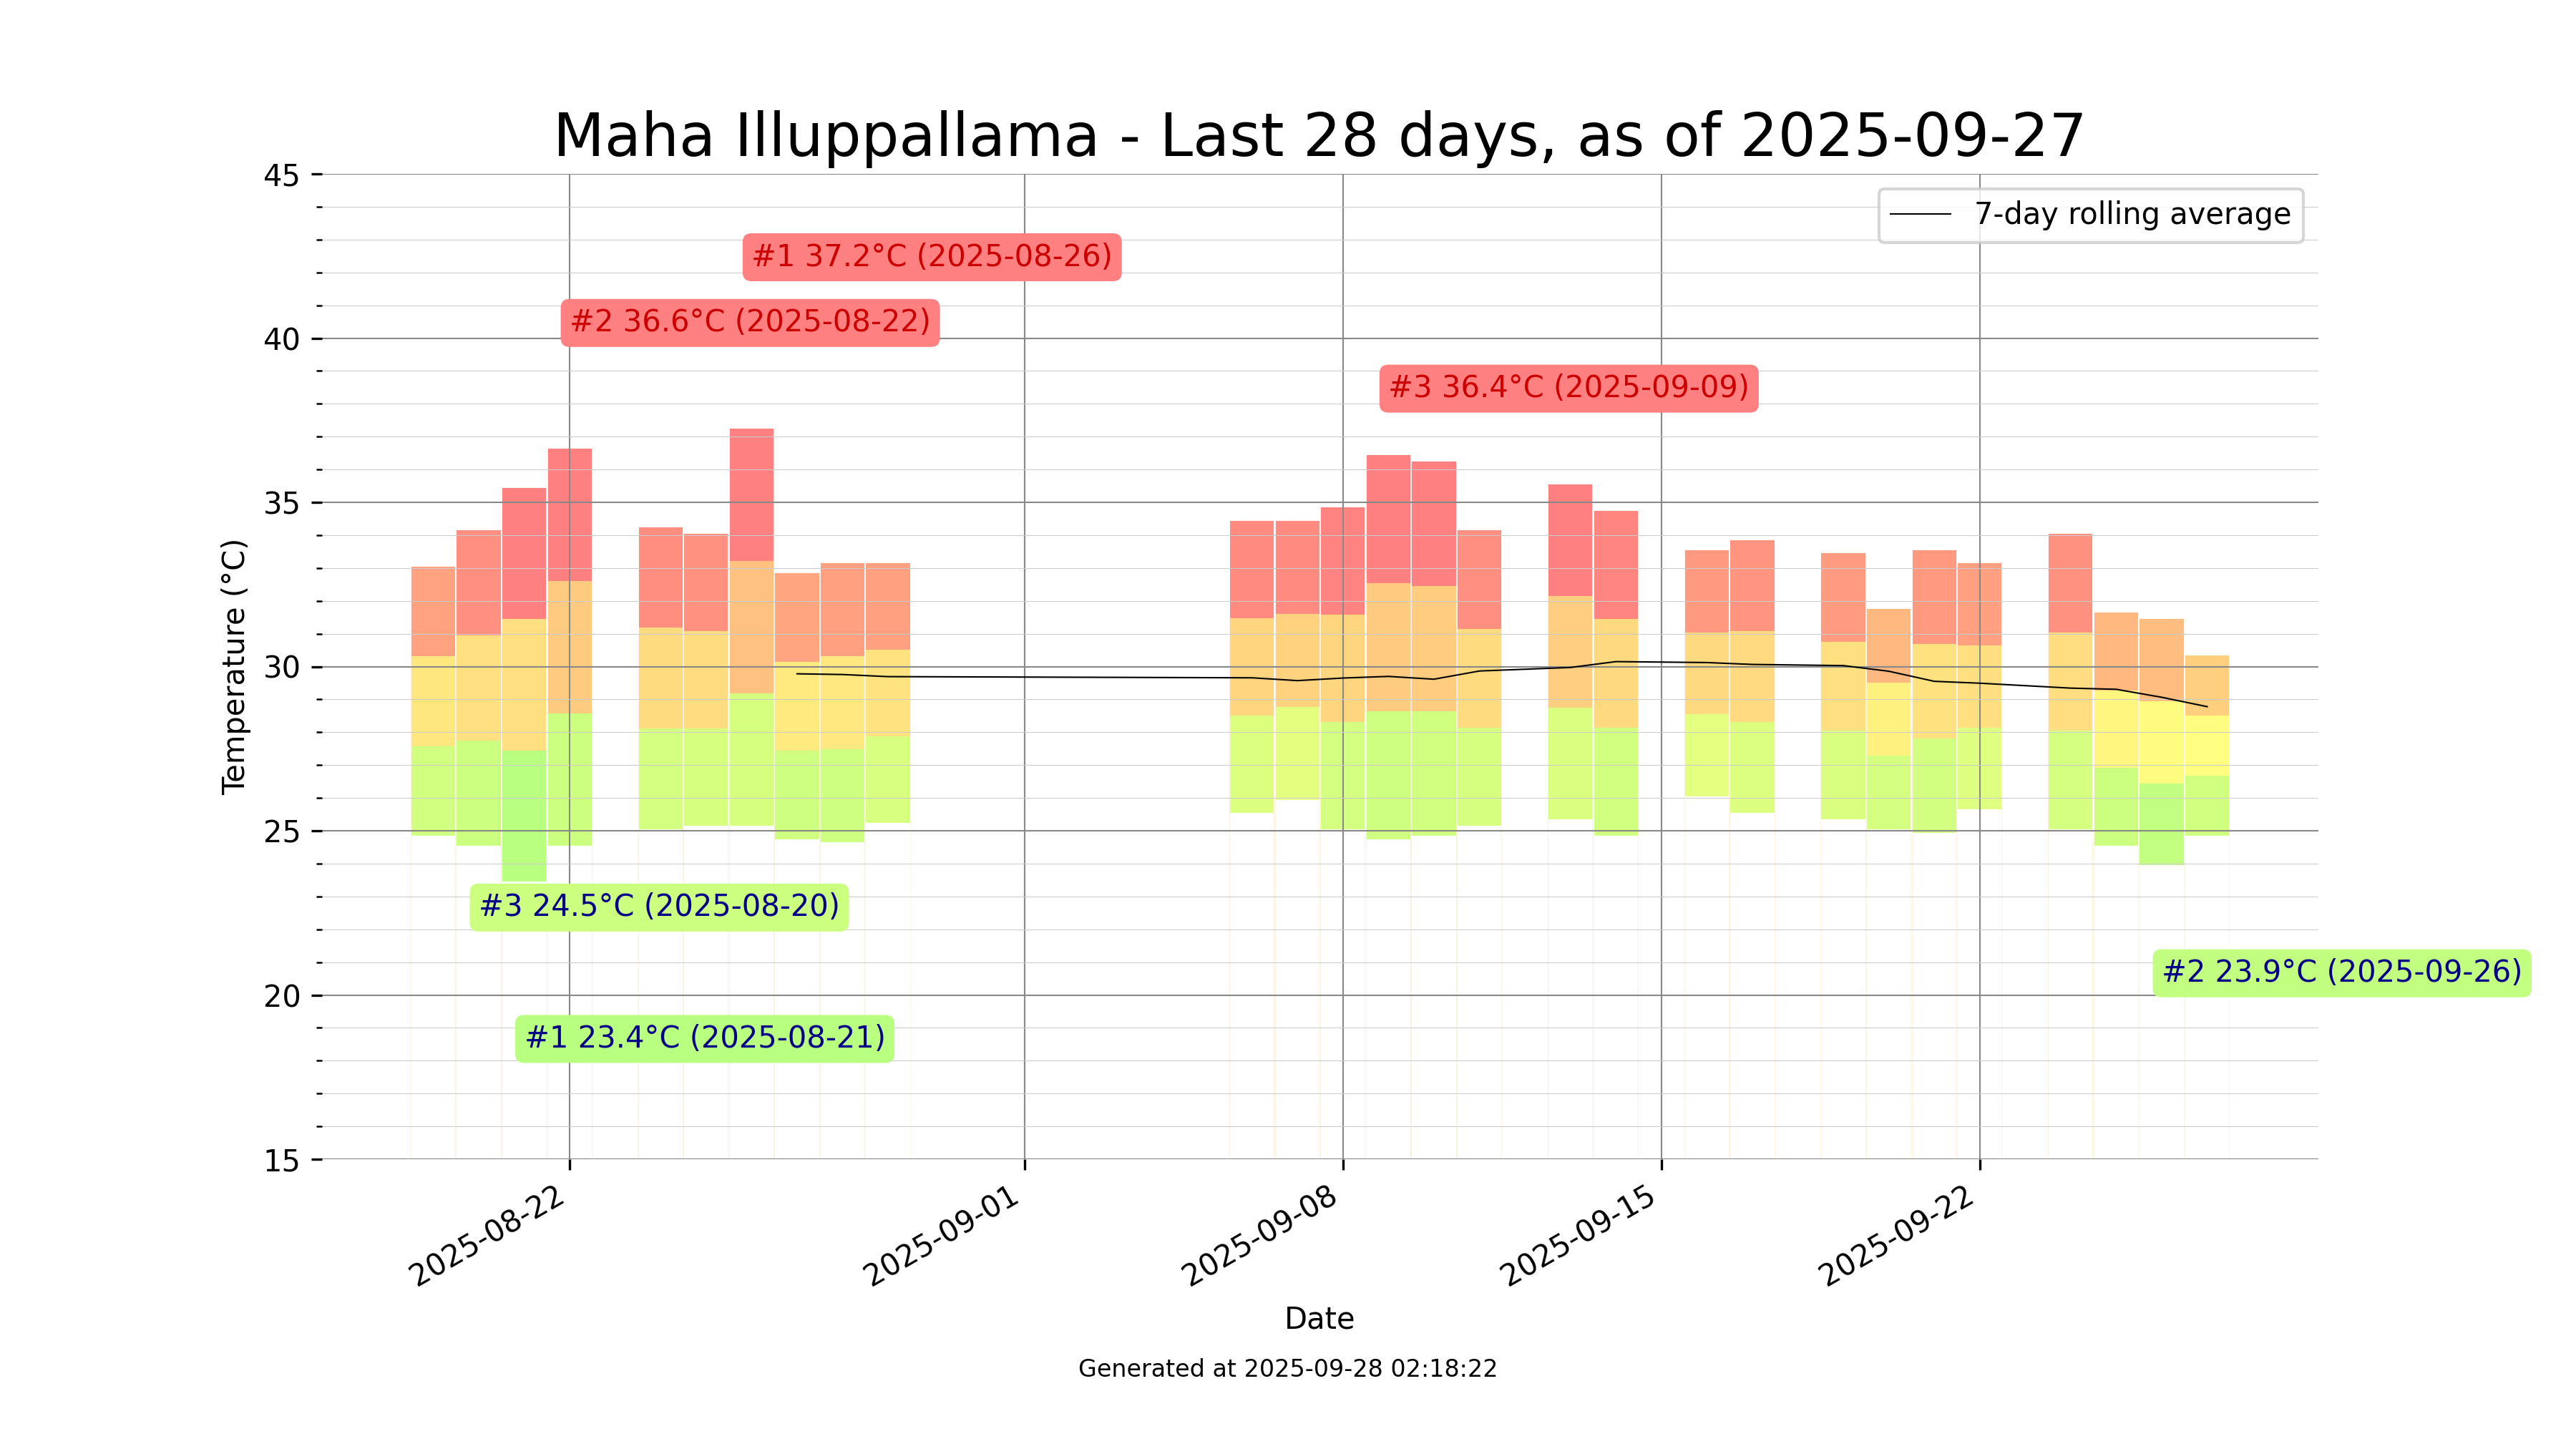 Maha Illuppallama - Last 28 days, as of 2025-09-27
45
7-day rolling average
#1 37.2°C (2025-08-26)
#2 36.6°C (2025-08-22)
40
#3 36.4°C (2025-09-09)
35
Temperature (°C)
30
25
#3 24.5°C (2025-08-20)
#2 23.9°C (2025-09-26)
20
#1 23.4°C (2025-08-21)
15
2025-08-22
2025-09-01
2025-09-08
2025-09-15
2025-09-22
Date
Generated at 2025-09-28 02:18:22